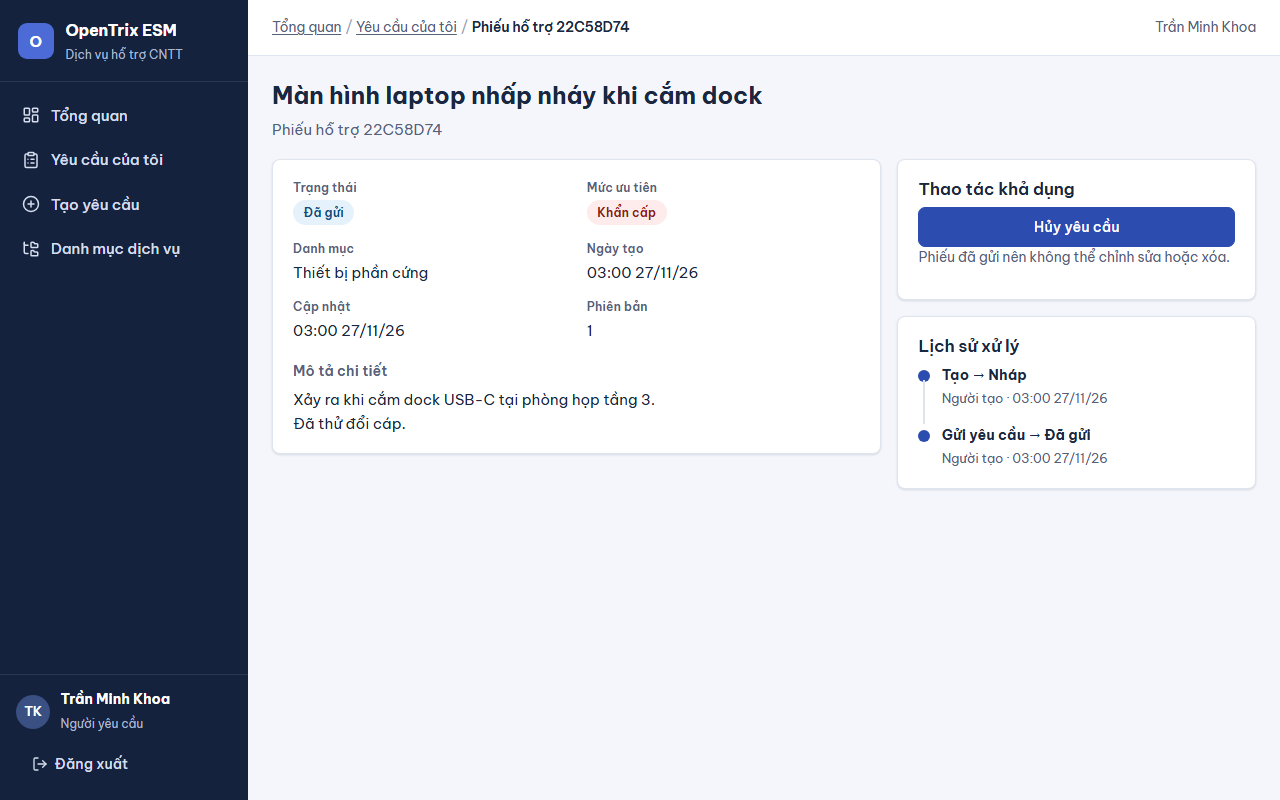 O
OpenTrix ESM
Dịch vụ hỗ trợ CNTT
Tổng quan
Yêu cầu của tôi
Tạo yêu cầu
Danh mục dịch vụ
TK
Trần Minh Khoa
Người yêu cầu
Đăng xuất
Tổng quan / Yêu cầu của tôi / Phiếu hỗ trợ 22C58D74
Trần Minh Khoa
Màn hình laptop nhấp nháy khi cắm dock
Phiếu hỗ trợ 22C58D74
Trạng thái
Đã gửi
Mức ưu tiên
Khẩn cấp
Danh mục
Thiết bị phần cứng
Ngày tạo
03:00 27/11/26
Cập nhật
03:00 27/11/26
Phiên bản
1
Mô tả chi tiết
Xảy ra khi cắm dock USB-C tại phòng họp tầng 3.
Đã thử đổi cáp.
Thao tác khả dụng
Hủy yêu cầu
Phiếu đã gửi nên không thể chỉnh sửa hoặc xóa.
Lịch sử xử lý
Tạo → Nháp
Người tạo · 03:00 27/11/26
Gửi yêu cầu → Đã gửi
Người tạo · 03:00 27/11/26